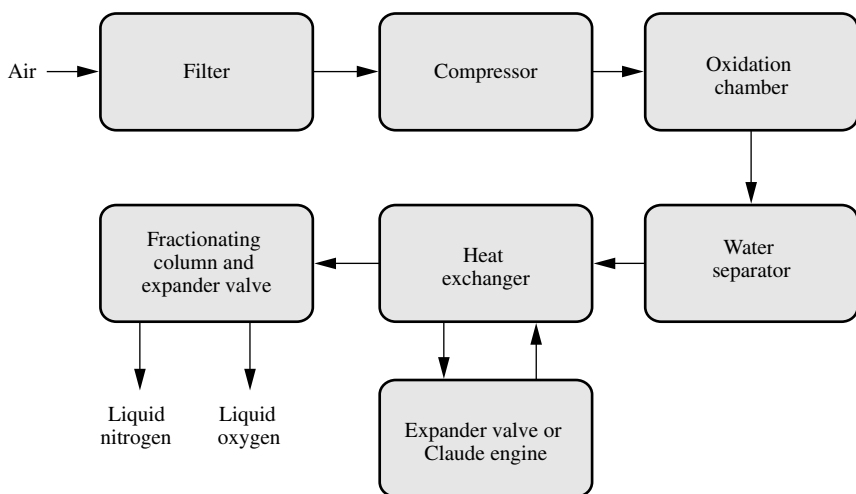 Air
Filter
Compressor
Oxidation
chamber
Fractionating
column and
expander valve
Heat
exchanger
Water
separator
Liquid
nitrogen
Liquid
oxygen
Expander valve or
Claude engine